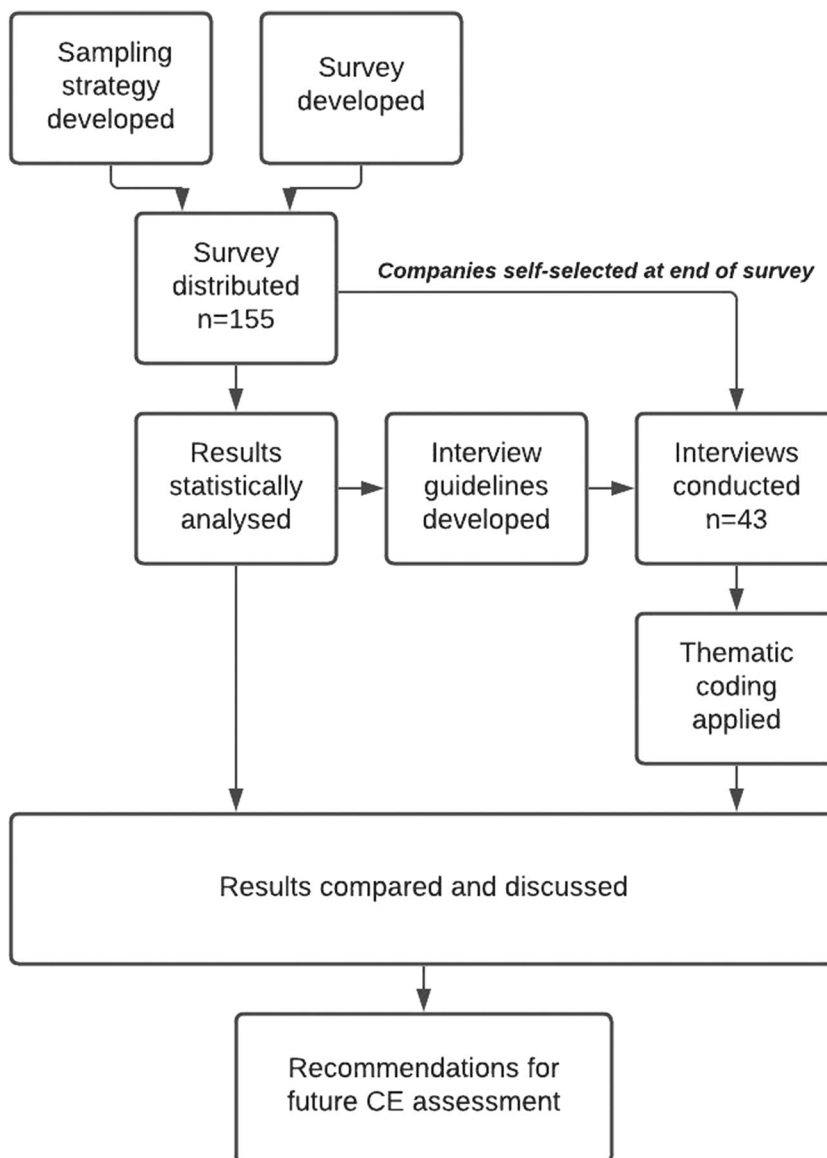 Sampling
strategy
developed
Survey
developed
Survey
distributed
n=155
Companies self-selected at end of survey
Results
statistically
analysed
Interview
guidelines
developed
Interviews
conducted
n=43
Thematic
coding
applied
Results compared and discussed
Recommendations for
future CE assessment